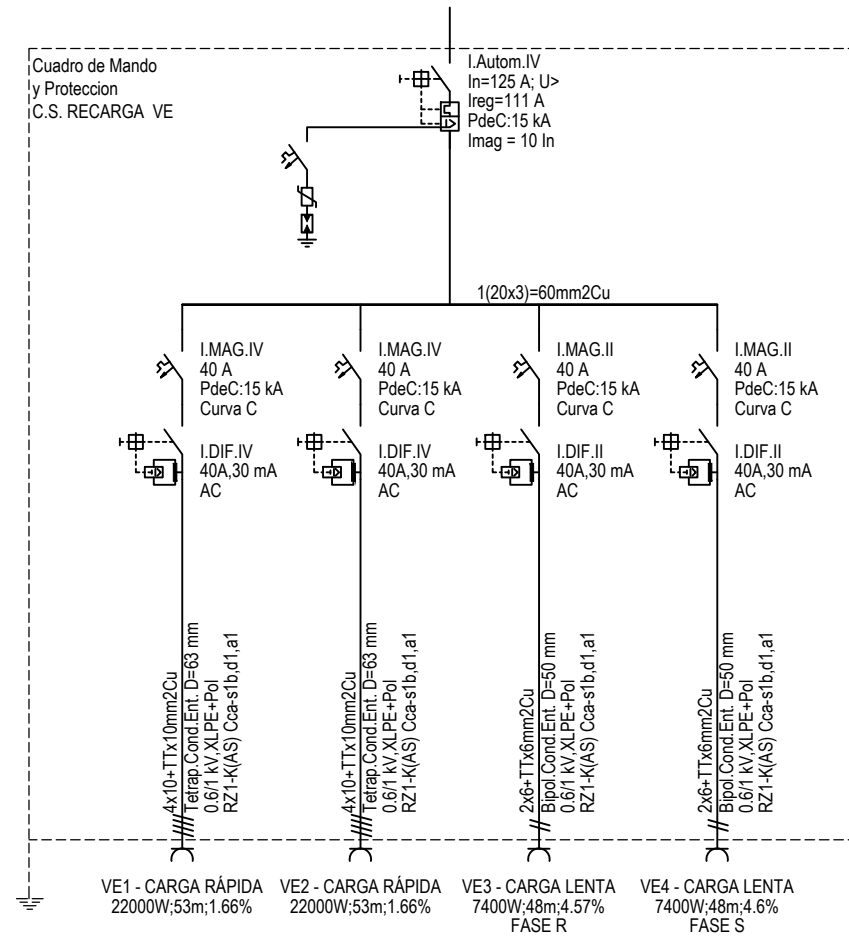 Cuadro de Mando
y Proteccion
C.S. RECARGA VE
I.Autom.IV
In=125 A; U>
Ireg=111 A
PdeC:15 kA
Imag = 10 In
1(20x3)=60mm2Cu
I.MAG.IV
40 A
PdeC:15 kA
Curva C
I.DIF.IV
40A,30 mA
AC
4x10+TTx10mm2Cu
Tetrap.Cond.Ent. D=63 mm
0.6/1 kV,XLPE+Pol
RZ1-K(AS) Cca-s1b,d1,a1
VE1 - CARGA RÁPIDA
22000W;53m;1.66%
I.MAG.IV
40 A
PdeC:15 kA
Curva C
I.DIF.IV
40A,30 mA
AC
4x10+TTx10mm2Cu
Tetrap.Cond.Ent. D=63 mm
0.6/1 kV,XLPE+Pol
RZ1-K(AS) Cca-s1b,d1,a1
VE2 - CARGA RÁPIDA
22000W;53m;1.66%
I.MAG.II
40 A
PdeC:15 kA
Curva C
I.DIF.II
40A,30 mA
AC
2x6+TTx6mm2Cu
Bipol.Cond.Ent. D=50 mm
0.6/1 kV,XLPE+Pol
RZ1-K(AS) Cca-s1b,d1,a1
VE3 - CARGA LENTA
7400W;48m;4.57%
FASE R
I.MAG.II
40 A
PdeC:15 kA
Curva C
I.DIF.II
40A,30 mA
AC
2x6+TTx6mm2Cu
Bipol.Cond.Ent. D=50 mm
0.6/1 kV,XLPE+Pol
RZ1-K(AS) Cca-s1b,d1,a1
VE4 - CARGA LENTA
7400W;48m;4.6%
FASE S